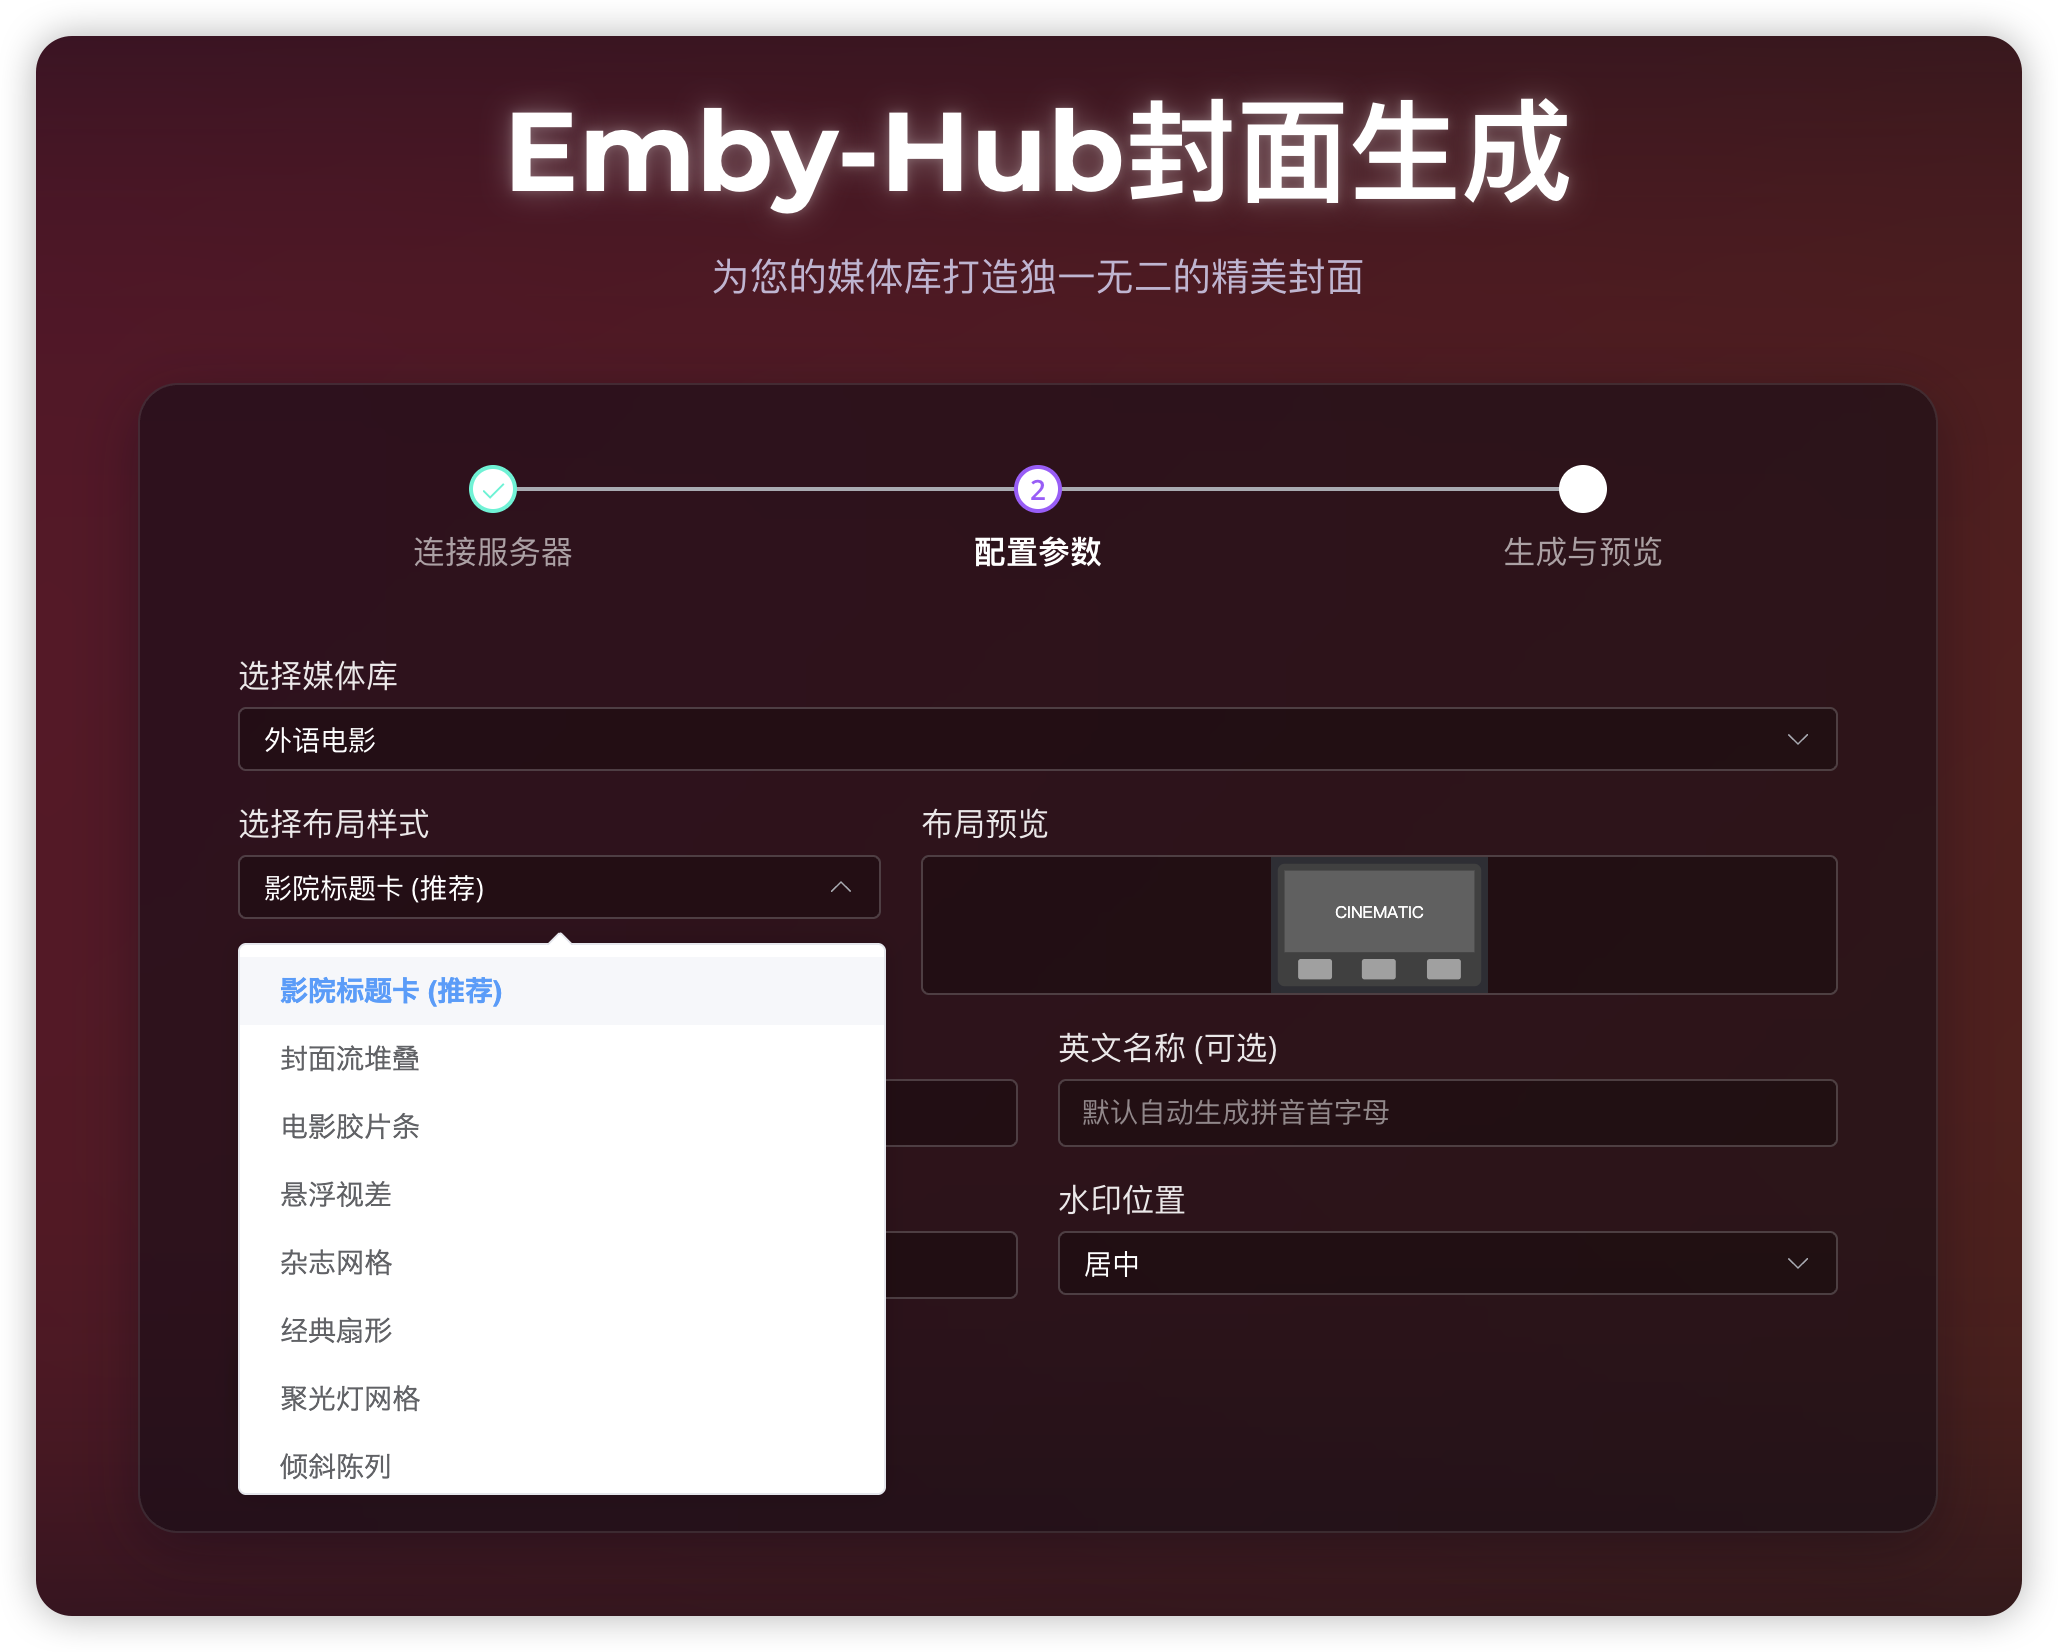 Emby-Hub封面生成
为您的媒体库打造独一无二的精美封面
2
连接服务器
配置参数
生成与预览
选择媒体库
外语电影
选择布局样式
布局预览
影院标题卡 (推荐)
CINEMATIC
影院标题卡 (推荐)
封面流堆叠
电影胶片条
悬浮视差
杂志网格
经典扇形
聚光灯网格
倾斜陈列
英文名称 (可选)
默认自动生成拼音首字母
水印位置
居中